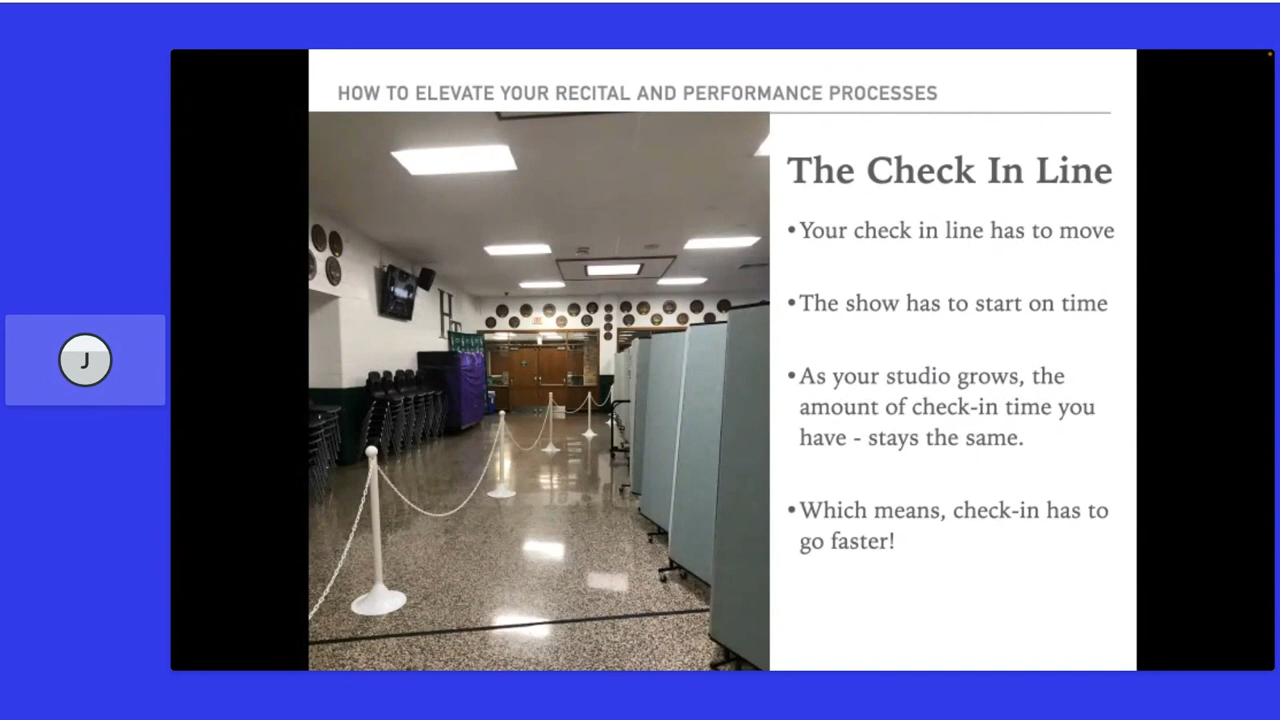 HOW TO ELEVATE YOUR RECITAL AND PERFORMANCE PROCESSES
The Check In Line
•Your check in line has to move
•The show has to start on time
•As your studio grows, the
amount of check-in time you
have - stays the same.
•Which means, check-in has to
go faster!
J